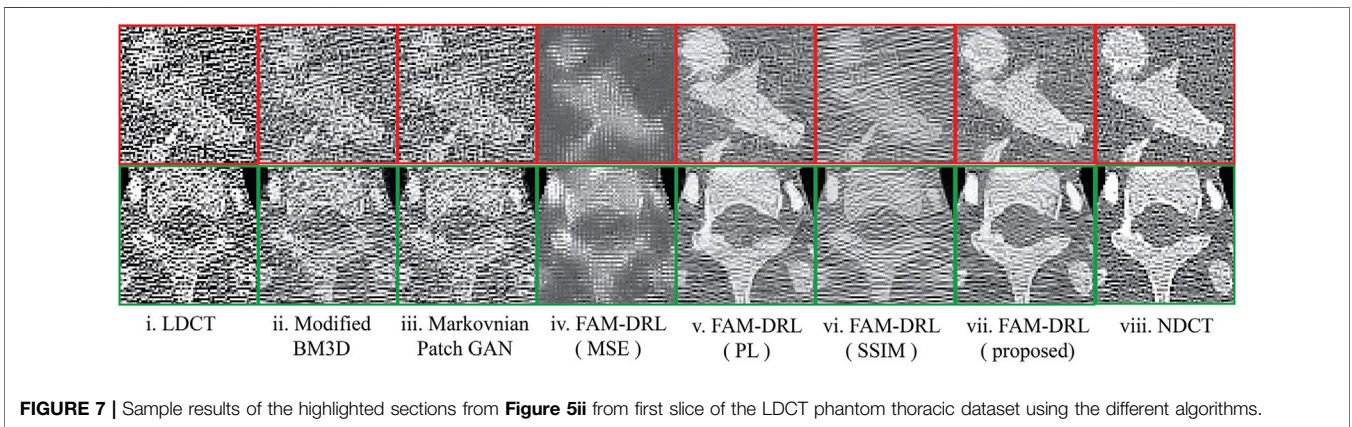 i. LDCT
ii. Modified
BM3D
iii. Markovnian
Patch GAN
iv. FAM-DRL
( MSE )
v. FAM-DRL
( PL )
vi. FAM-DRL
( SSIM )
vii. FAM-DRL
( proposed)
viii. NDCT
FIGURE 7 | Sample results of the highlighted sections from Figure 5ii from first slice of the LDCT phantom thoracic dataset using the different algorithms.